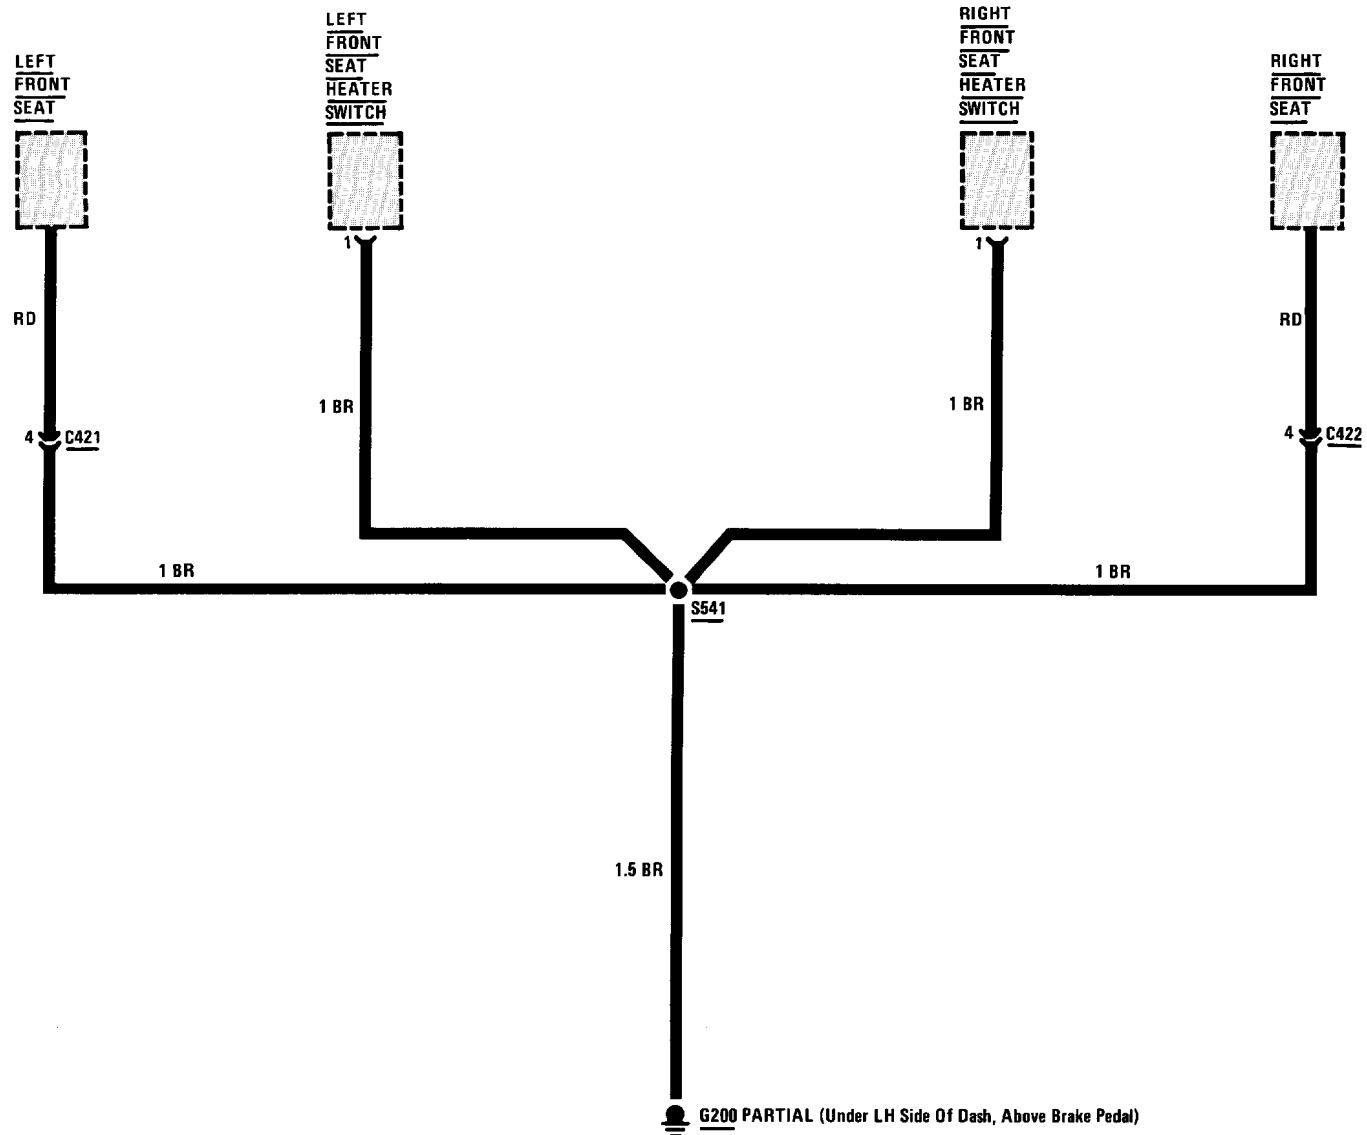 LEFT
FRONT
SEAT
LEFT
FRONT
SEAT
HEATER
SWITCH
RIGHT
FRONT
SEAT
HEATER
SWITCH
RIGHT
FRONT
SEAT
1
1
RD
RD
1 BR
1 BR
4 C421
4 C422
1 BR
1 BR
S541
1.5 BR
G200 PARTIAL (Under LH Side Of Dash, Above Brake Pedal)